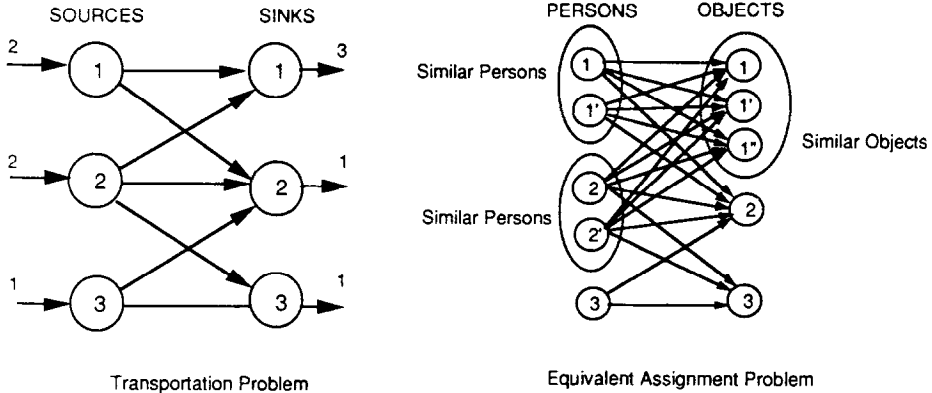 SOURCES SINKS
2 1 1 3
2 2 2 1
1 3 3 1
Transportation Problem
PERSONS OBJECTS
Similar Persons
1 1
1' 1'
1"
Similar Objects
Similar Persons
2 2
2'
3 3
Equivalent Assignment Problem